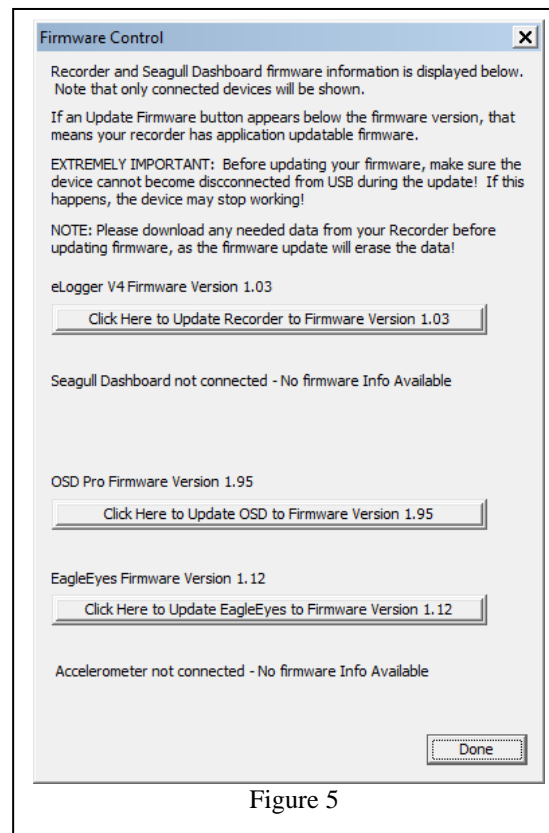 Firmware Control
Recorder and Seagull Dashboard firmware information is displayed below.
Note that only connected devices will be shown.
If an Update Firmware button appears below the firmware version, that
means your recorder has application updatable firmware.
EXTREMELY IMPORTANT: Before updating your firmware, make sure the
device cannot become discconnected from USB during the update! If this
happens, the device may stop working!
NOTE: Please download any needed data from your Recorder before
updating firmware, as the firmware update will erase the data!
eLogger V4 Firmware Version 1.03
Click Here to Update Recorder to Firmware Version 1.03
Seagull Dashboard not connected - No firmware Info Available
OSD Pro Firmware Version 1.95
Click Here to Update OSD to Firmware Version 1.95
EagleEyes Firmware Version 1.12
Click Here to Update EagleEyes to Firmware Version 1.12
Accelerometer not connected - No firmware Info Available
Done
Figure 5